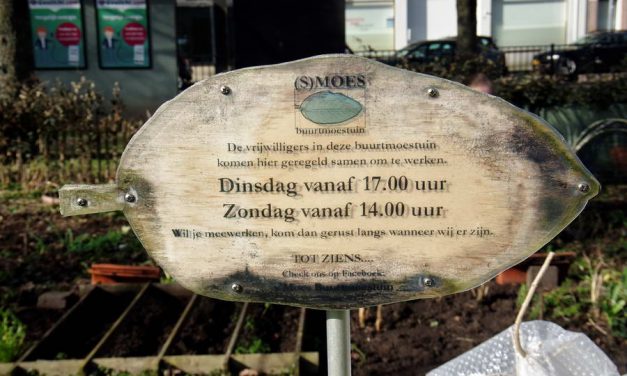 (S)MOES
buurtmoestuin
De vrijwilligers in deze buurtmoestuin
komen hier geregeld samen om te werken.
Dinsdag vanaf 17.00 uur
Zondag vanaf 14.00 uur
Wil je meewerken, kom dan gerust langs wanneer wij er zijn.
TOT ZIENS....
Check ons op Facebook:
Buurtmoestuin